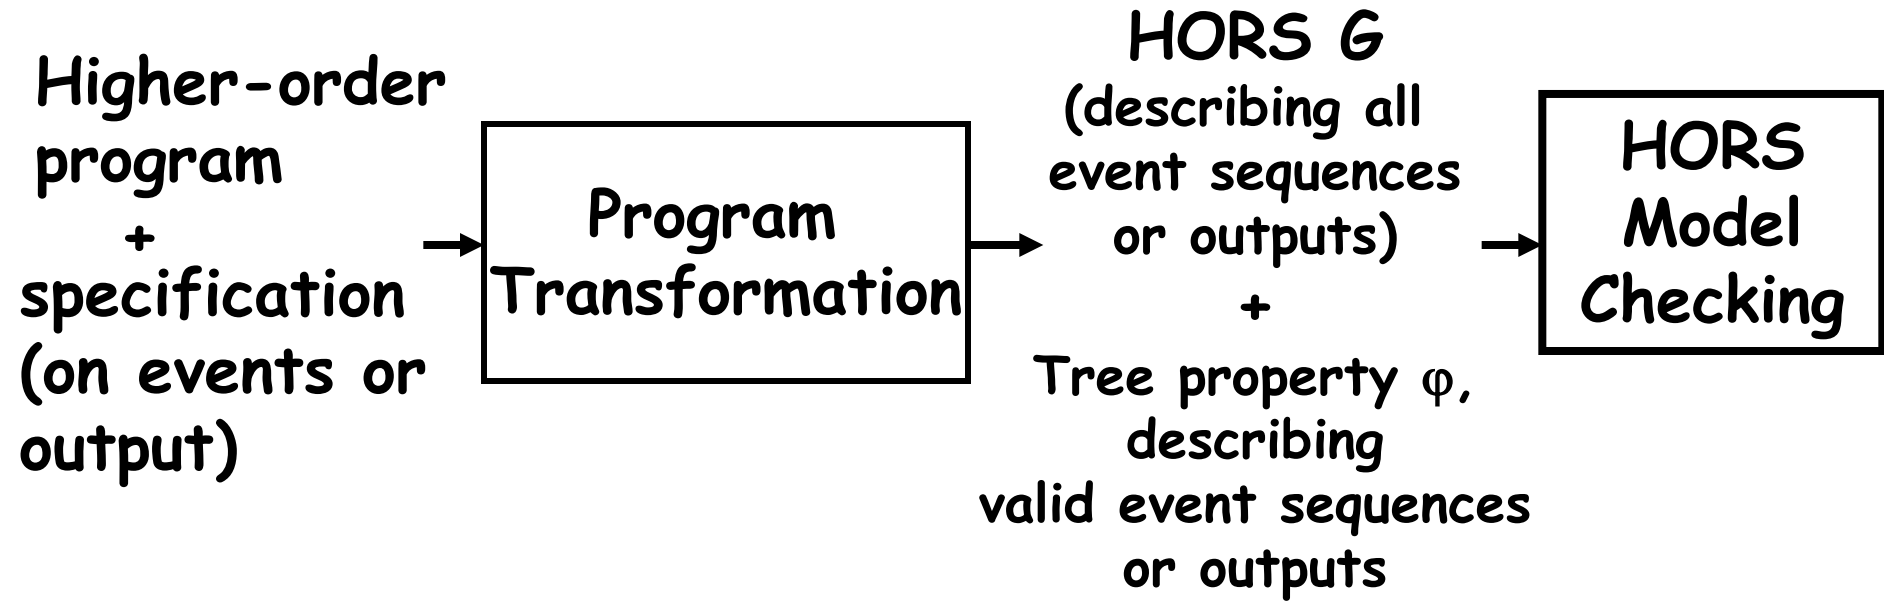 Higher-order
program
+
specification
(on events or
output)
Program
Transformation
HORS G
(describing all
event sequences
or outputs)
+
Tree property φ,
describing
valid event sequences
or outputs
HORS
Model
Checking